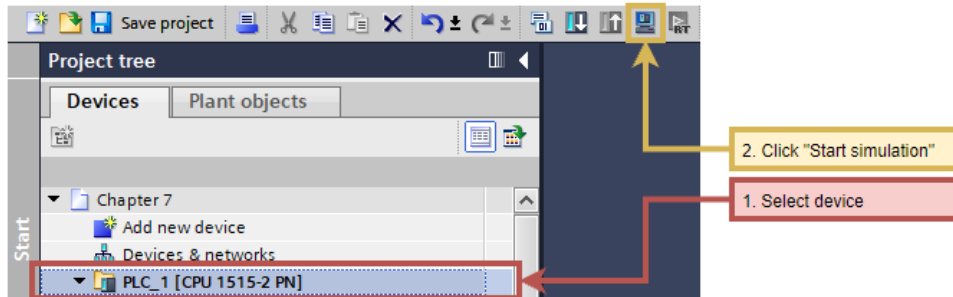 Save project
RT
Project tree
Devices
Plant objects
2. Click "Start simulation"
1. Select device
Chapter 7
Add new device
Devices & networks
PLC_1 [CPU 1515-2 PN]
Start